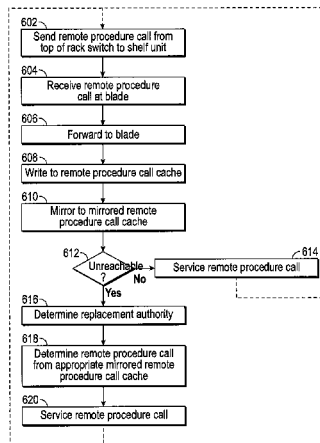 602
Send remote procedure call from
top of rack switch to shelf unit
604
Receive remote procedure
call at blade
606
Forward to blade
608
Write to remote procedure call cache
610
Mirror to mirrored remote
procedure call cache
612
Unreachable
?
No
Yes
614
Service remote procedure call
616
Determine replacement authority
618
Determine remote procedure call
from appropriate mirrored remote
procedure call cache
620
Service remote procedure call